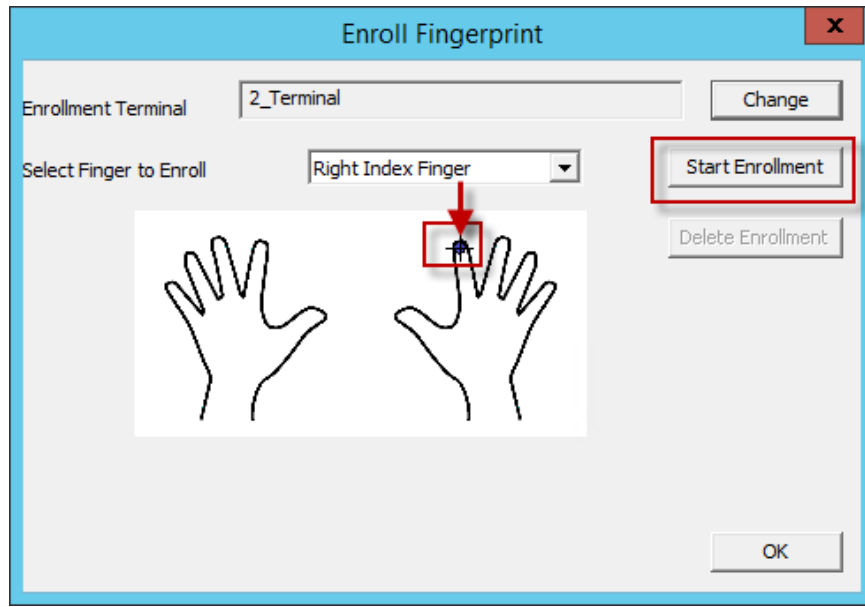 Enroll Fingerprint
x
Enrollment Terminal
2_Terminal
Change
Select Finger to Enroll
Right Index Finger
Start Enrollment
Delete Enrollment
OK